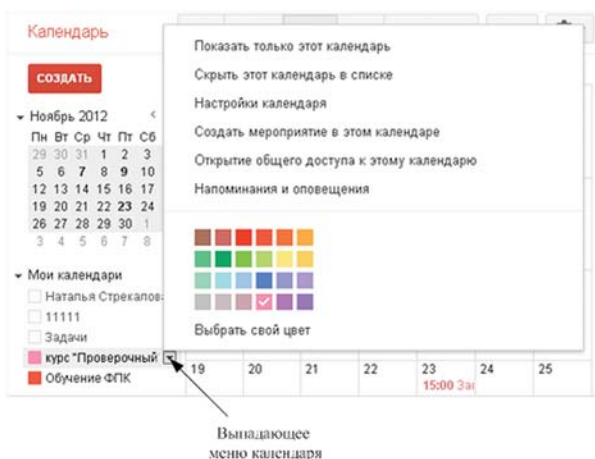 Календарь
СОЗДАТЬ
Ноябрь 2012 <
Пн Вт Ср Чт Пт Сб
29 30 31 1 2 3
5 6 7 8 9 10
12 13 14 15 16 17
19 20 21 22 23 24
26 27 28 29 30 1
3 4 5 6 7 8
Мои календари
Наталья Стрекалова
11111
Задачи
курс "Проверочный
Обучение ФПК
Показать только этот календарь
Скрыть этот календарь в списке
Настройки календаря
Создать мероприятие в этом календаре
Открытие общего доступа к этому календарю
Напоминания и оповещения
Выбрать свой цвет
19 20 21 22 23 24 25
15:00 Заг
Выпадающее
меню календаря